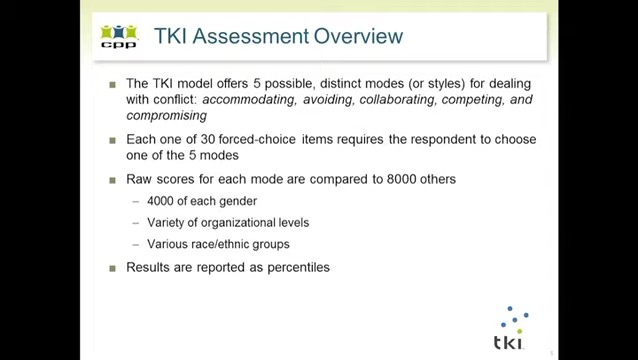 cpp
TKI Assessment Overview
The TKI model offers 5 possible, distinct modes (or styles) for dealing
with conflict: accommodating, avoiding, collaborating, competing, and
compromising
Each one of 30 forced-choice items requires the respondent to choose
one of the 5 modes
Raw scores for each mode are compared to 8000 others
– 4000 of each gender
– Variety of organizational levels
– Various race/ethnic groups
Results are reported as percentiles
tki